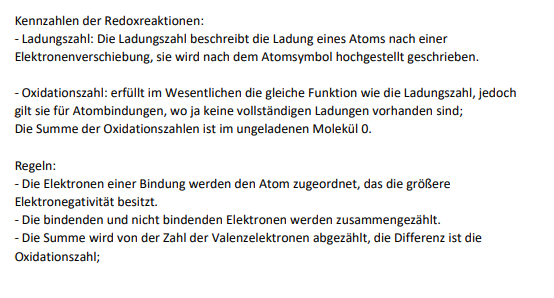 Kennzahlen der Redoxreaktionen:
- Ladungszahl: Die Ladungszahl beschreibt die Ladung eines Atoms nach einer
Elektronenverschiebung, sie wird nach dem Atomsymbol hochgestellt geschrieben.
- Oxidationszahl: erfüllt im Wesentlichen die gleiche Funktion wie die Ladungszahl, jedoch
gilt sie für Atombindungen, wo ja keine vollständigen Ladungen vorhanden sind;
Die Summe der Oxidationszahlen ist im ungeladenen Molekül 0.
Regeln:
- Die Elektronen einer Bindung werden den Atom zugeordnet, das die größere
Elektronegativität besitzt.
- Die bindenden und nicht bindenden Elektronen werden zusammengezählt.
- Die Summe wird von der Zahl der Valenzelektronen abgezählt, die Differenz ist die
Oxidationszahl;